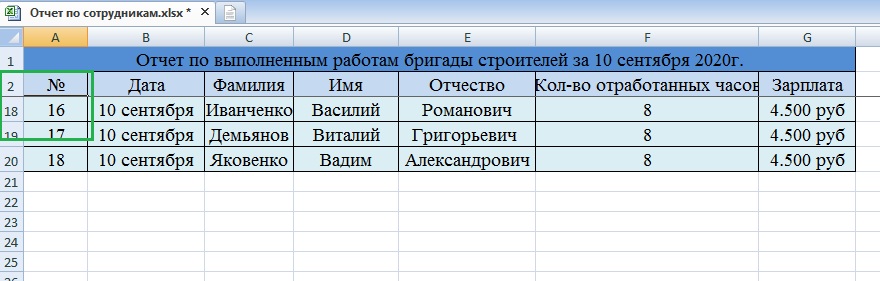 Отчет по сотрудникам.xlsx *
A B C D E F G
1 Отчет по выполненным работам бригады строителей за 10 сентября 2020г.
2 № Дата Фамилия Имя Отчество Кол-во отработанных часов Зарплата
18 16 10 сентября Иванченко Василий Романович 8 4.500 руб
19 17 10 сентября Демьянов Виталий Григорьевич 8 4.500 руб
20 18 10 сентября Яковенко Вадим Александрович 8 4.500 руб
21
22
23
24
25
26